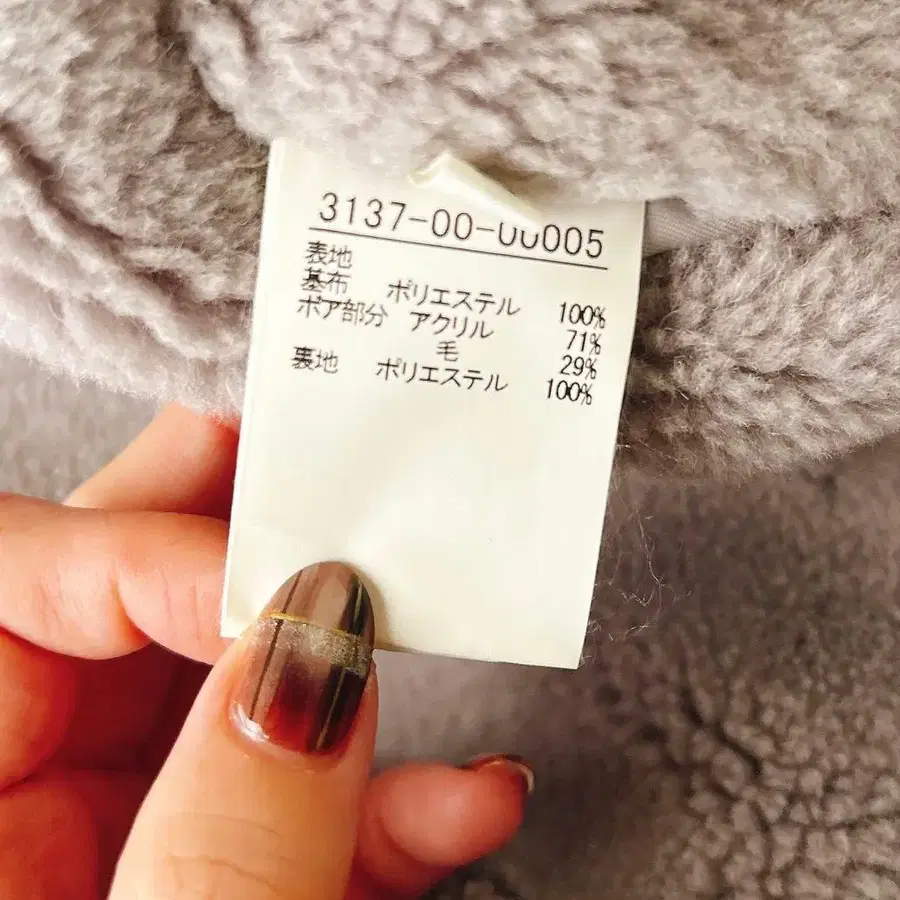 3137-00-00005
表地
基布 ポリエステル 100%
ボア部分 アクリル 71%
毛 29%
裏地 ポリエステル 100%